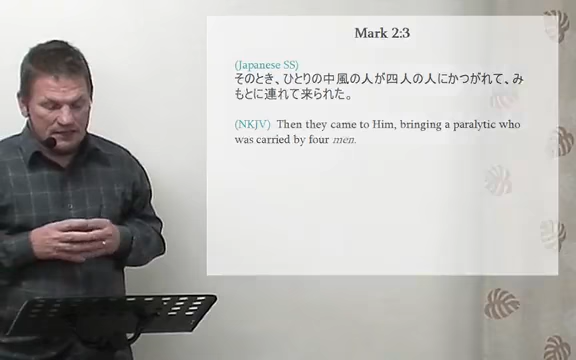 Mark 2:3
(Japanese SS)
そのとき、ひとりの中風の人が四人の人にかつがれて、み
もとに連れて来られた。
(NKJV) Then they came to Him, bringing a paralytic who
was carried by four men.